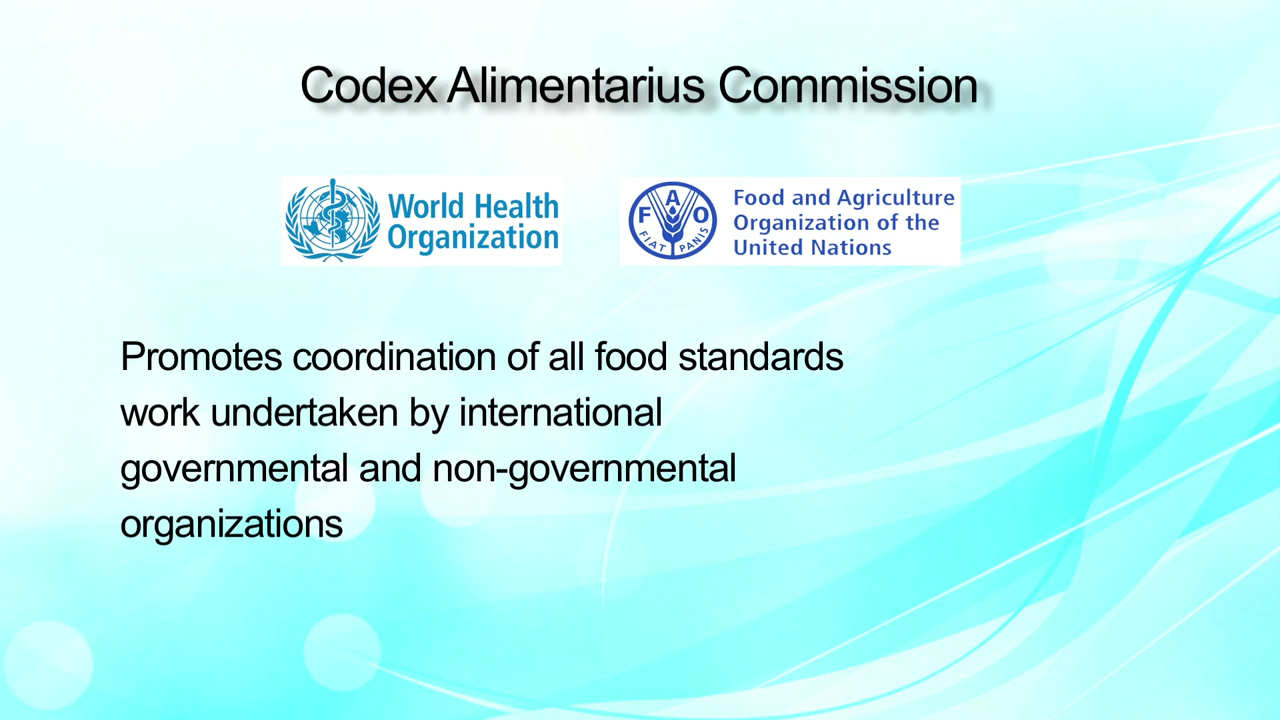 Codex Alimentarius Commission
World Health
Organization
F A O
FIAT PANIS
Food and Agriculture
Organization of the
United Nations
Promotes coordination of all food standards
work undertaken by international
governmental and non-governmental
organizations